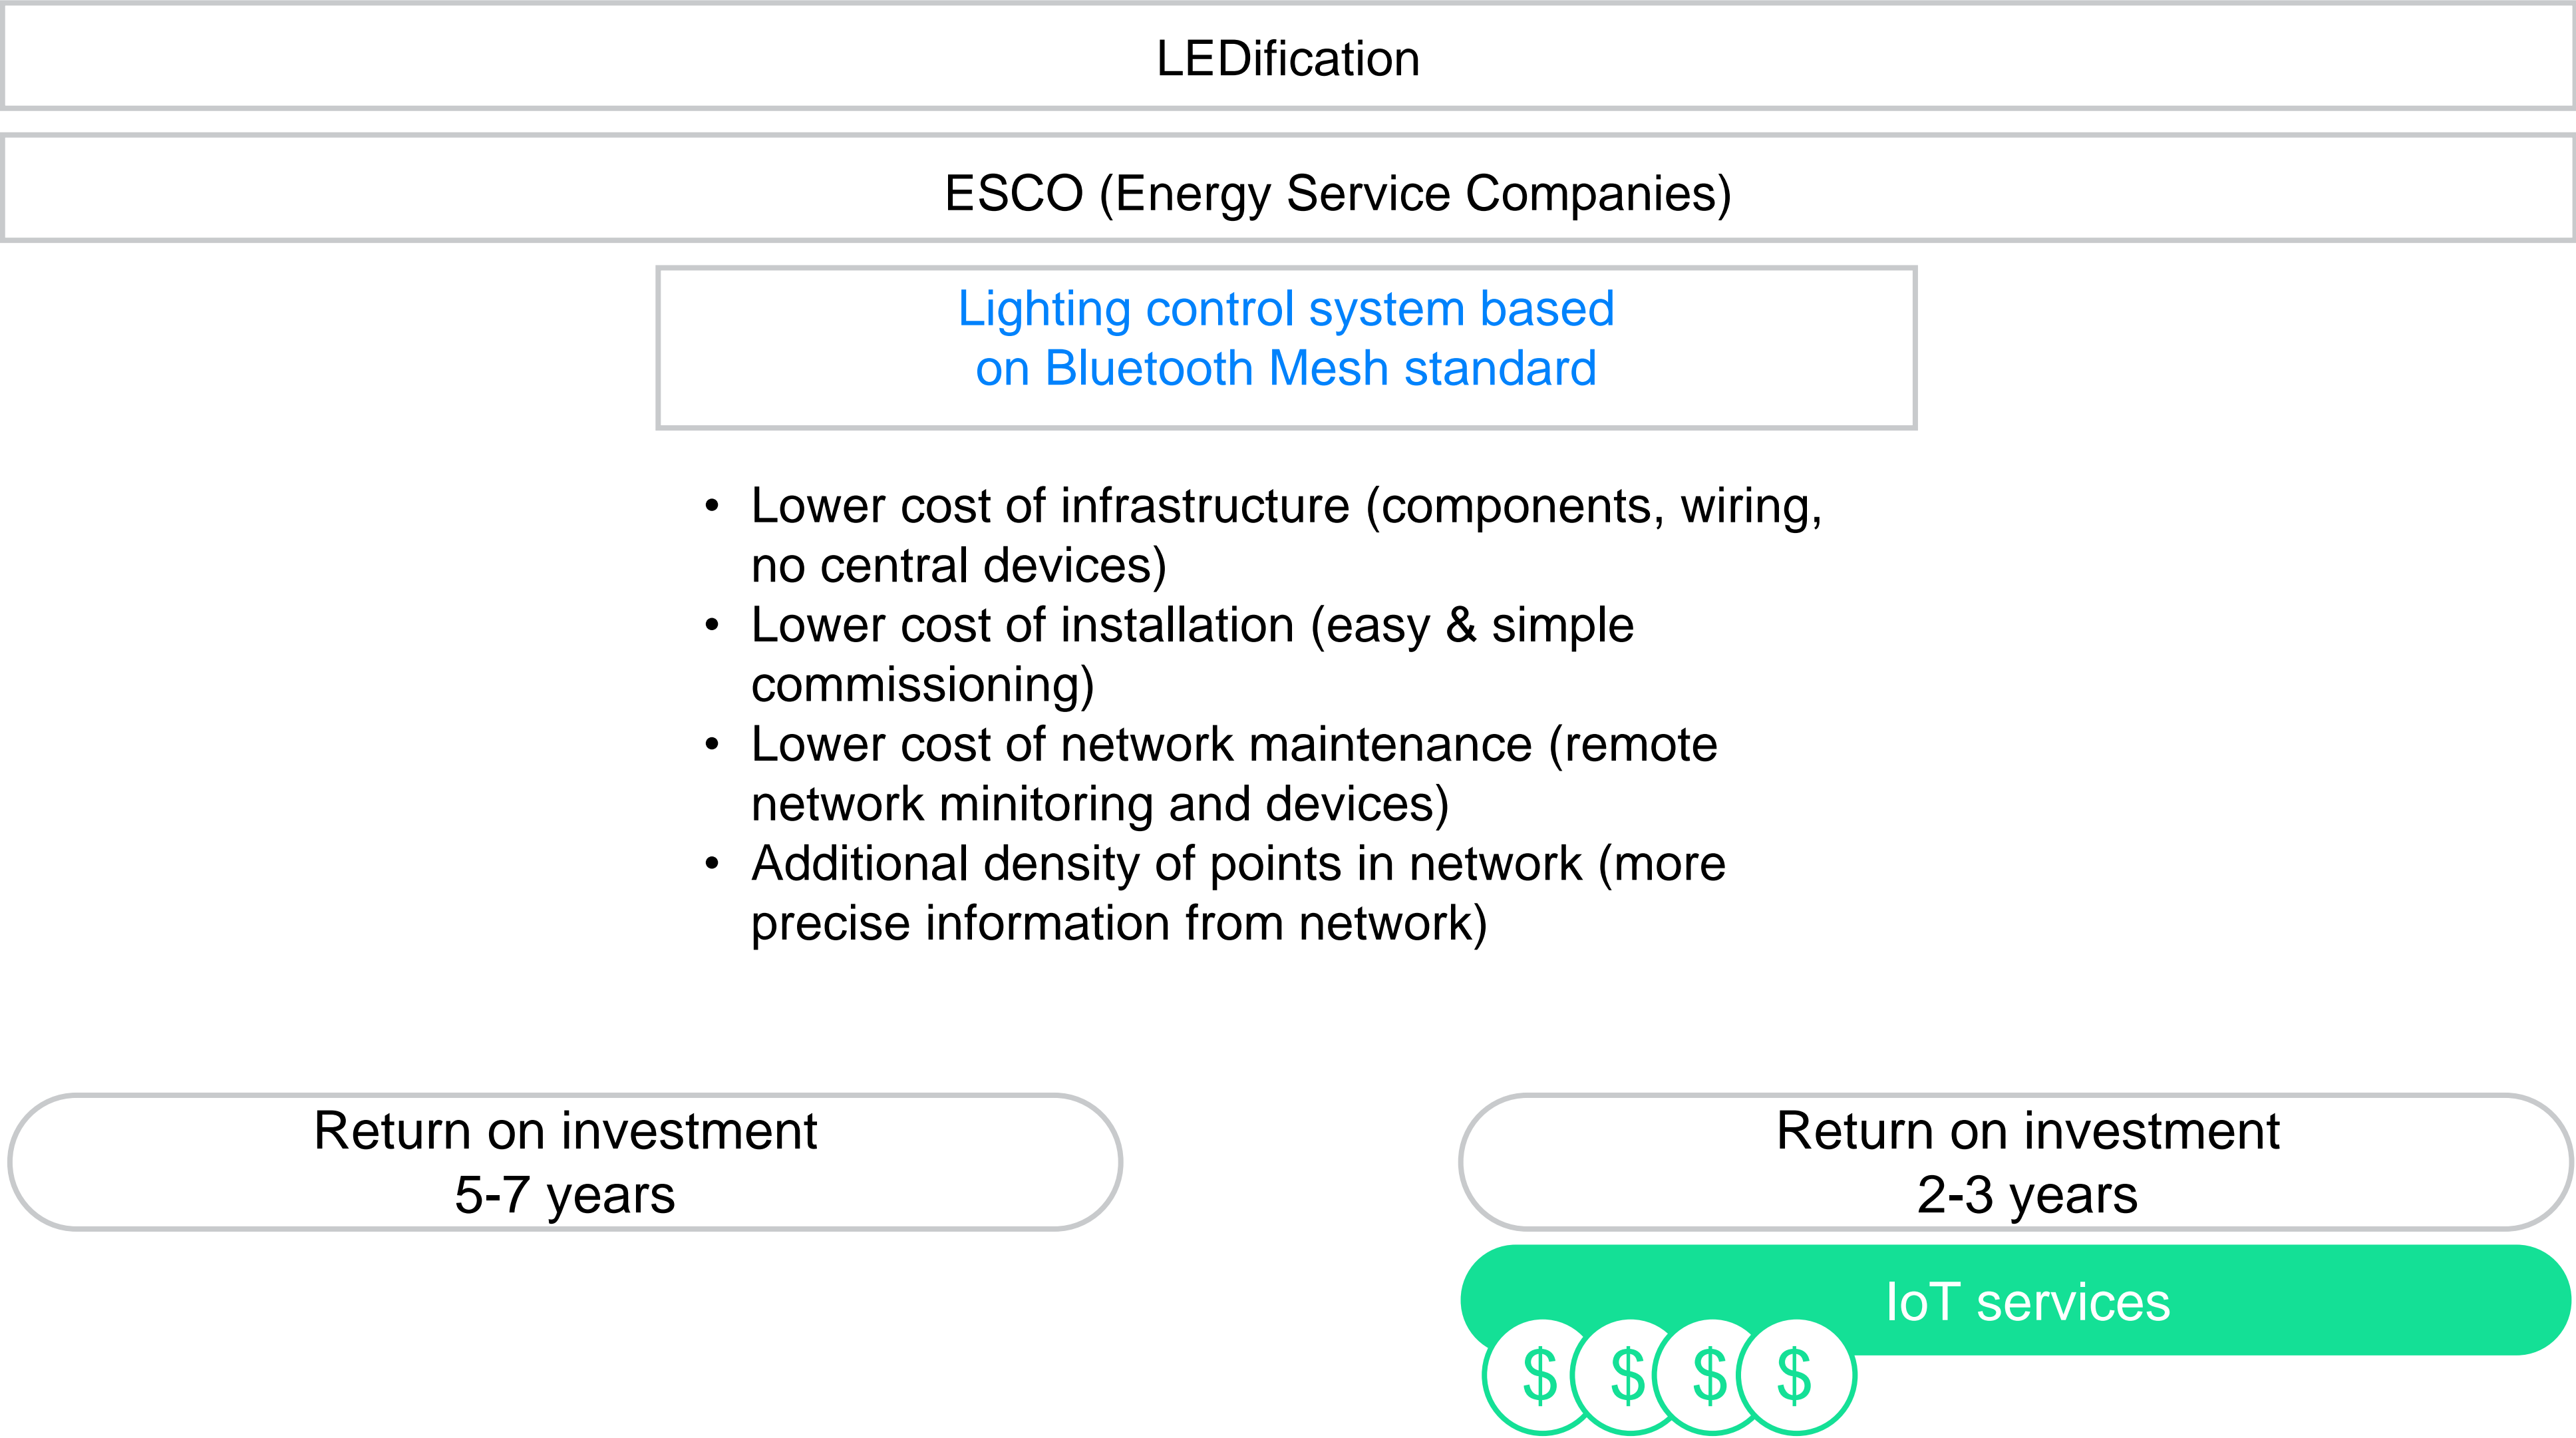 LEDification
ESCO (Energy Service Companies)
Lighting control system based
on Bluetooth Mesh standard
• Lower cost of infrastructure (components, wiring,
no central devices)
• Lower cost of installation (easy & simple
commissioning)
• Lower cost of network maintenance (remote
network minitoring and devices)
• Additional density of points in network (more
precise information from network)
Return on investment
5-7 years
Return on investment
2-3 years
IoT services
$ $ $ $